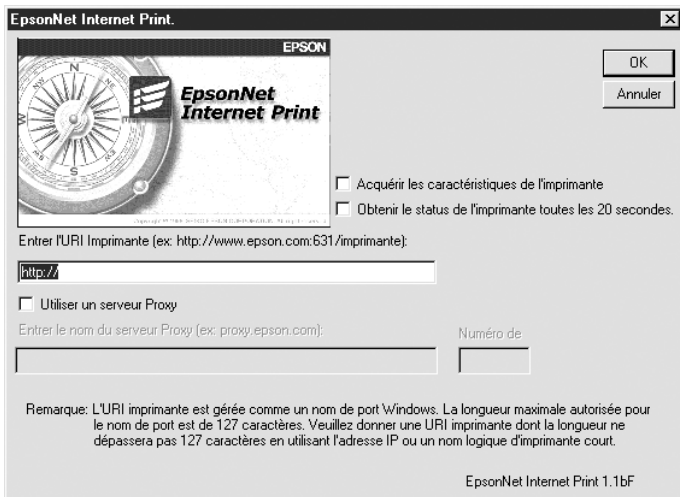 EpsonNet Internet Print.
EPSON
EpsonNet
Internet Print
N
NE
NW
W
S
OK
Annuler
Acquérir les caractéristiques de l'imprimante
Obtenir le status de l'imprimante toutes les 20 secondes.
Entrer l'URI Imprimante (ex: http://www.epson.com:631/imprimante):
http://
Utiliser un serveur Proxy
Entrer le nom du serveur Proxy (ex: proxy.epson.com):
Numéro de
Remarque: L'URI imprimante est gérée comme un nom de port Windows. La longueur maximale autorisée pour
le nom de port est de 127 caractères. Veuillez donner une URI imprimante dont la longueur ne
dépassera pas 127 caractères en utilisant l'adresse IP ou un nom logique d'imprimante court.
EpsonNet Internet Print 1.1bF